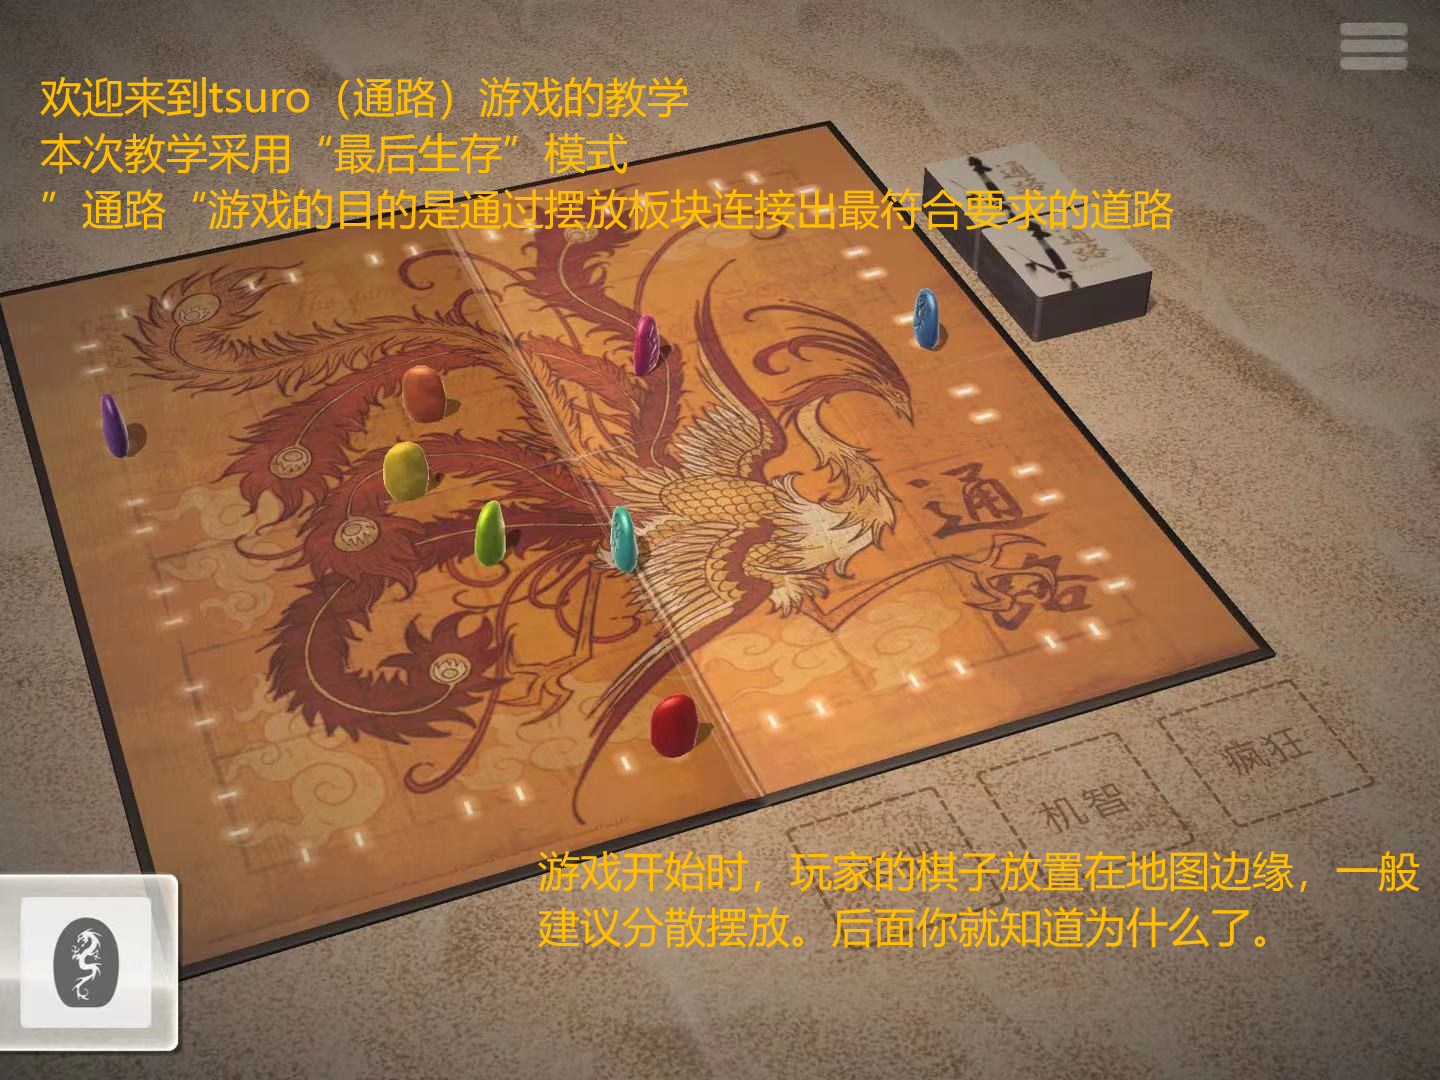 欢迎来到tsuro（通路）游戏的教学
本次教学采用“最后生存”模式
”通路“游戏的目的是通过摆放板块连接出最符合要求的道路
通
路
疯狂
机智
游戏开始时，玩家的棋子放置在地图边缘，一般
建议分散摆放。后面你就知道为什么了。